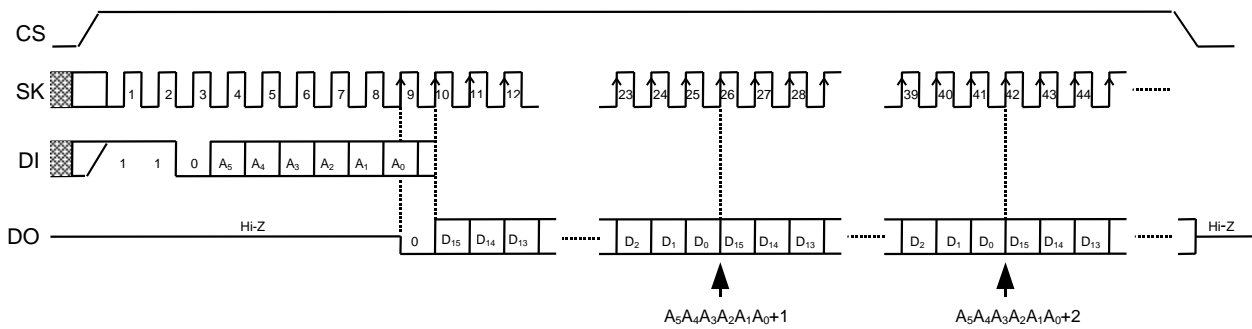 CS
SK 1 2 3 4 5 6 7 8 9 10 11 12 23 24 25 26 27 28 39 40 41 42 43 44
DI 1 1 0 A₅ A₄ A₃ A₂ A₁ A₀
Hi-Z Hi-Z
DO 0 D₁₅ D₁₄ D₁₃ D₂ D₁ D₀ D₁₅ D₁₄ D₁₃ D₂ D₁ D₀ D₁₅ D₁₄ D₁₃
A₅A₄A₃A₂A₁A₀+1 A₅A₄A₃A₂A₁A₀+2